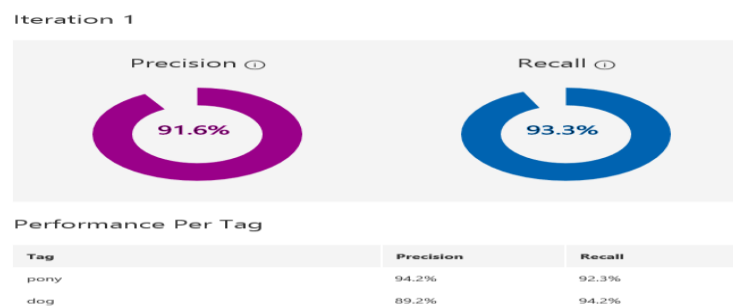 Iteration 1
Precision ⓘ Recall ⓘ
91.6% 93.3%
Performance Per Tag
Tag Precision Recall
pony 94.2% 92.3%
dog 89.2% 94.2%